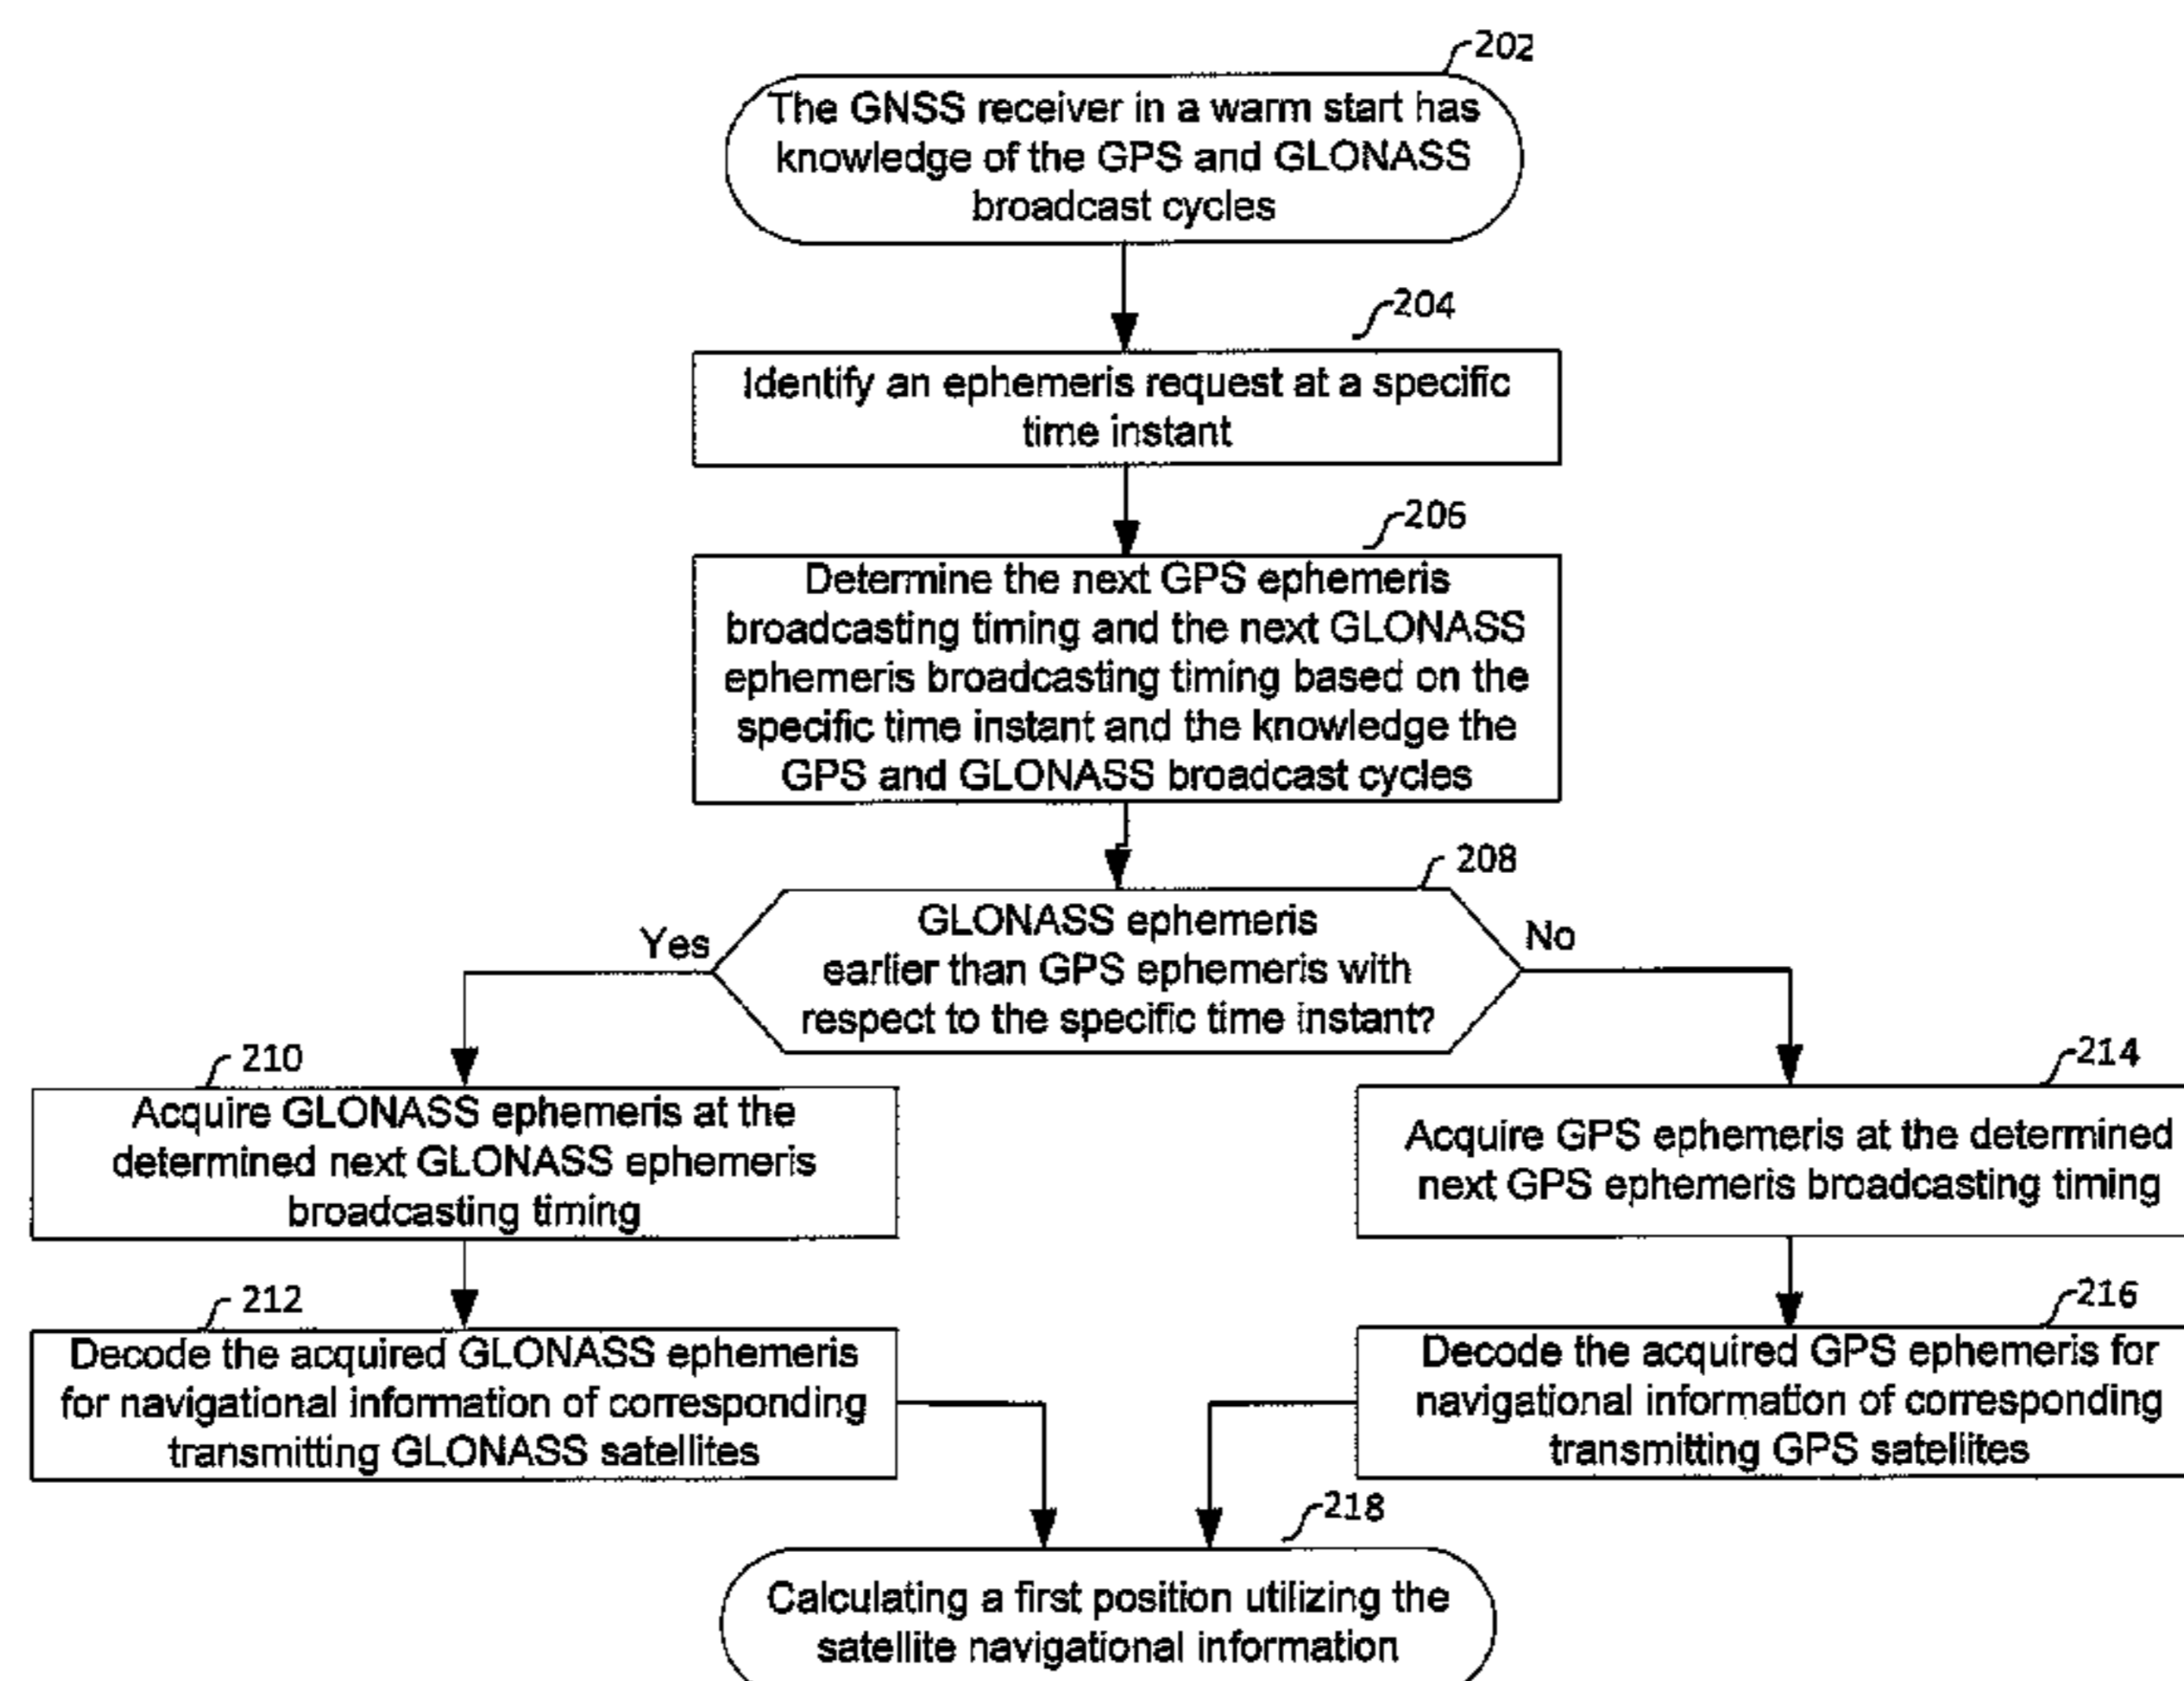 202
The GNSS receiver in a warm start has
knowledge of the GPS and GLONASS
broadcast cycles
204
Identify an ephemeris request at a specific
time instant
206
Determine the next GPS ephemeris
broadcasting timing and the next GLONASS
ephemeris broadcasting timing based on the
specific time instant and the knowledge the
GPS and GLONASS broadcast cycles
208
GLONASS ephemeris
earlier than GPS ephemeris with
respect to the specific time instant?
Yes
No
210
Acquire GLONASS ephemeris at the
determined next GLONASS ephemeris
broadcasting timing
214
Acquire GPS ephemeris at the determined
next GPS ephemeris broadcasting timing
212
Decode the acquired GLONASS ephemeris
for navigational information of corresponding
transmitting GLONASS satellites
216
Decode the acquired GPS ephemeris for
navigational information of corresponding
transmitting GPS satellites
218
Calculating a first position utilizing the
satellite navigational information